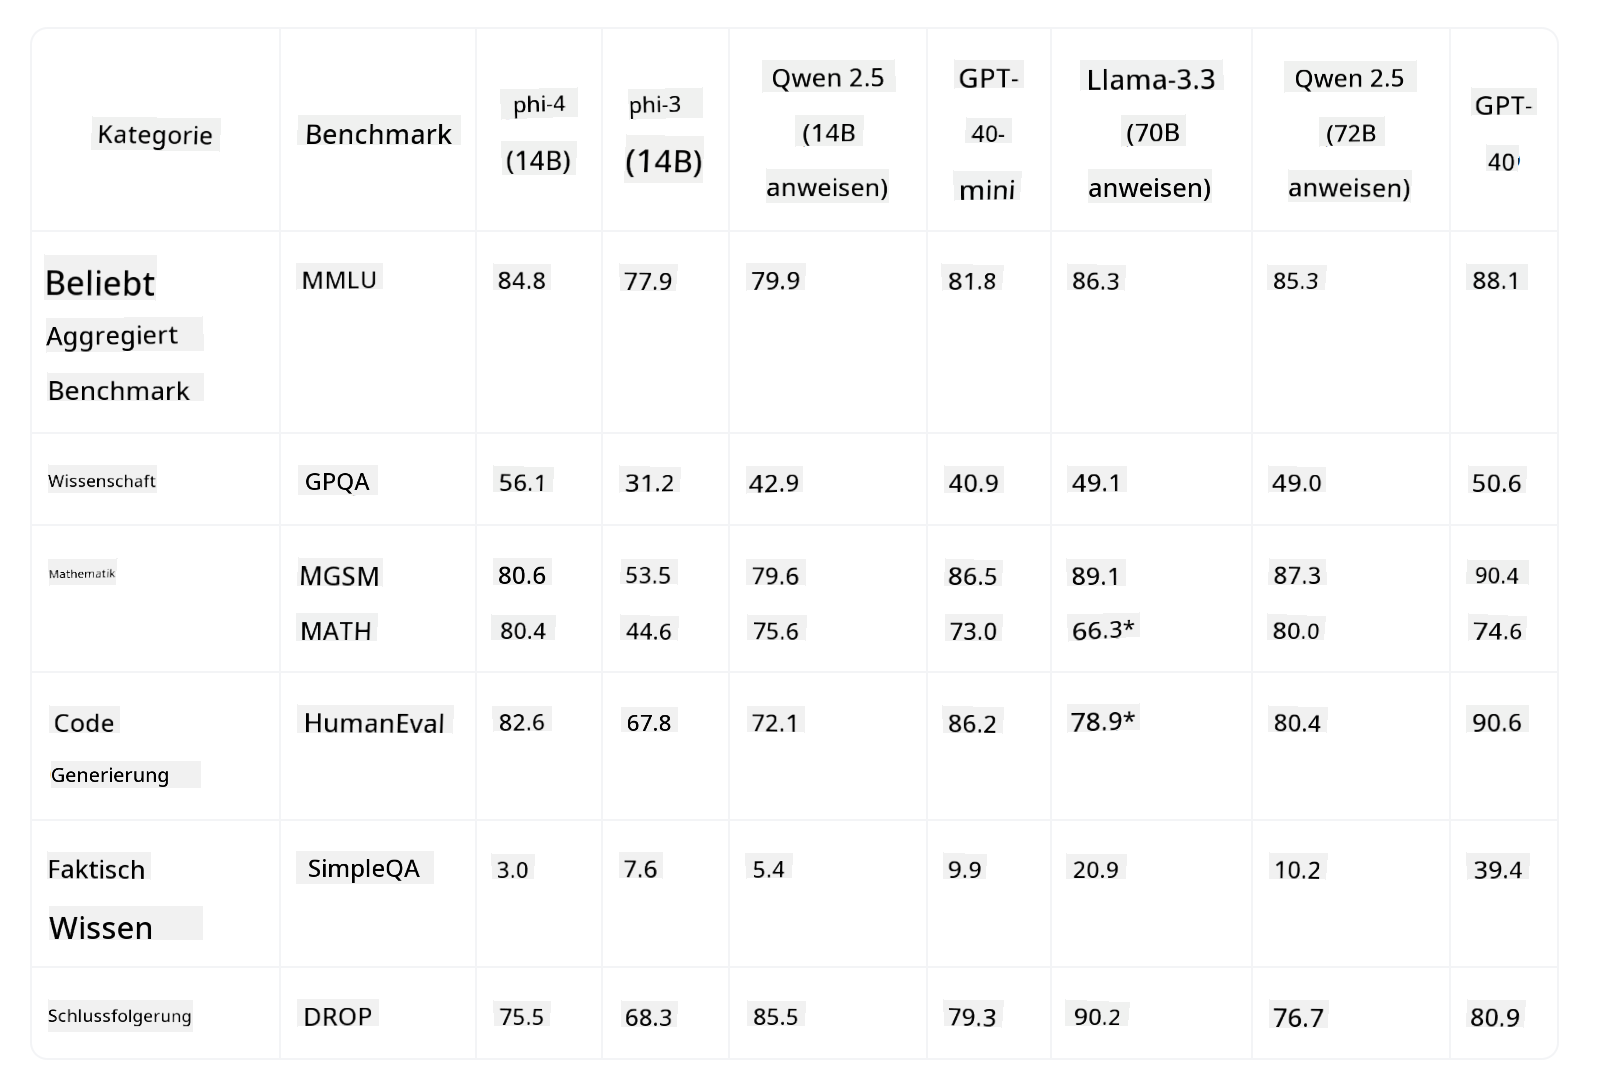 Kategorie Benchmark phi-4 (14B) phi-3 (14B) Qwen 2.5 (14B anweisen) GPT-40-mini Llama-3.3 (70B anweisen) Qwen 2.5 (72B anweisen) GPT-40
Beliebt MMLU 84.8 77.9 79.9 81.8 86.3 85.3 88.1
Aggregiert
Benchmark
Wissenschaft GPQA 56.1 31.2 42.9 40.9 49.1 49.0 50.6
Mathematik MGSM 80.6 53.5 79.6 86.5 89.1 87.3 90.4
MATH 80.4 44.6 75.6 73.0 66.3* 80.0 74.6
Code HumanEval 82.6 67.8 72.1 86.2 78.9* 80.4 90.6
Generierung
Faktisch SimpleQA 3.0 7.6 5.4 9.9 20.9 10.2 39.4
Wissen
Schlussfolgerung DROP 75.5 68.3 85.5 79.3 90.2 76.7 80.9